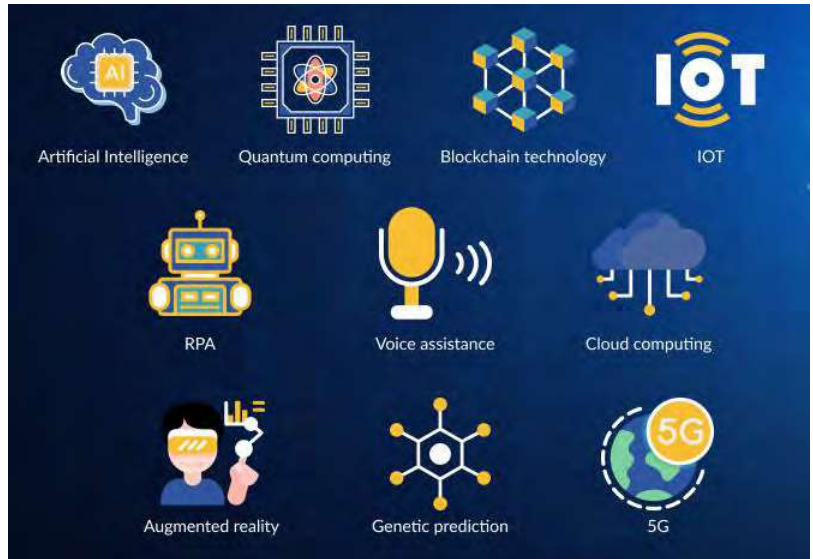 AI
IOT
Artificial Intelligence
Quantum computing
Blockchain technology
IOT
RPA
Voice assistance
Cloud computing
5G
Augmented reality
Genetic prediction
5G